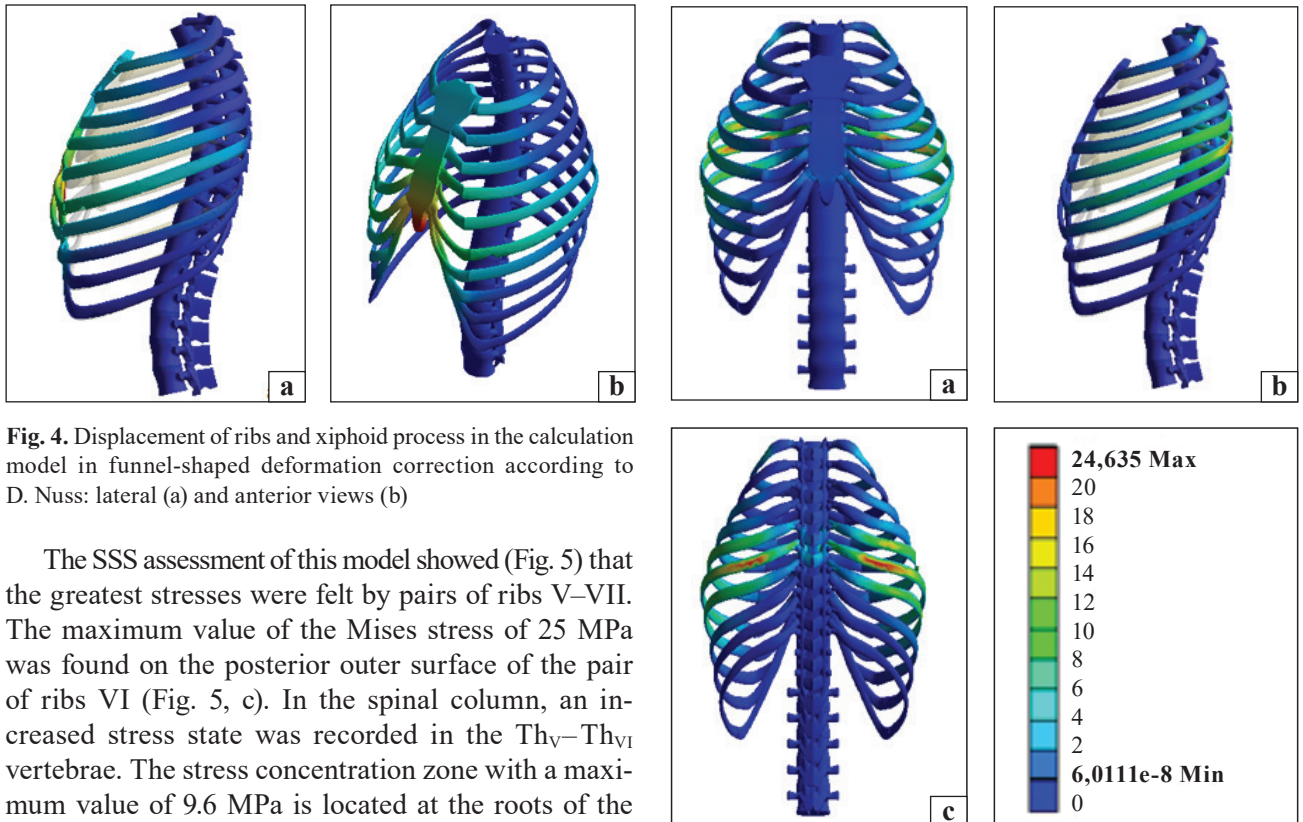 a
b
Fig. 4. Displacement of ribs and xiphoid process in the calculation
model in funnel-shaped deformation correction according to
D. Nuss: lateral (a) and anterior views (b)
The SSS assessment of this model showed (Fig. 5) that
the greatest stresses were felt by pairs of ribs V–VII.
The maximum value of the Mises stress of 25 MPa
was found on the posterior outer surface of the pair
of ribs VI (Fig. 5, c). In the spinal column, an in-
creased stress state was recorded in the ThV–ThVI
vertebrae. The stress concentration zone with a maxi-
mum value of 9.6 MPa is located at the roots of the
a
b
c
24,635 Max
20
18
16
14
12
10
8
6
4
2
6,0111e-8 Min
0